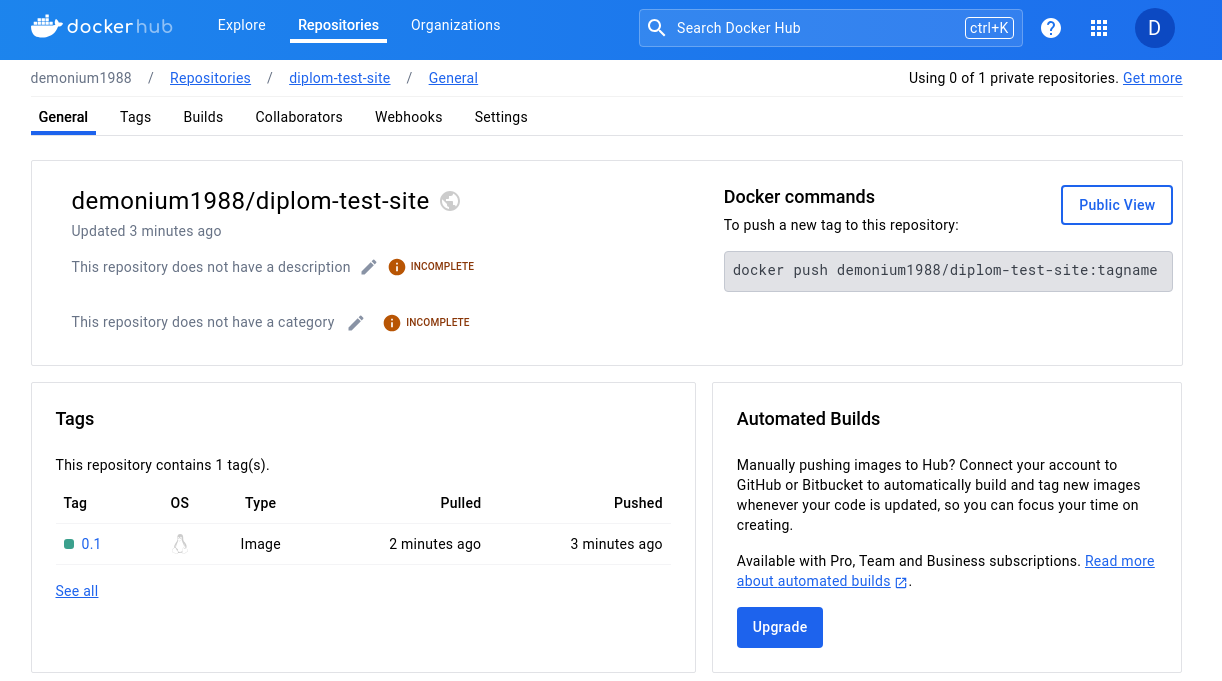 dockerhub Explore Repositories Organizations Search Docker Hub ctrl+K ? D
demonium1988 / Repositories / diplom-test-site / General Using 0 of 1 private repositories. Get more
General Tags Builds Collaborators Webhooks Settings
demonium1988/diplom-test-site
Updated 3 minutes ago
This repository does not have a description INCOMPLETE
This repository does not have a category INCOMPLETE
Docker commands
Public View
To push a new tag to this repository:
docker push demonium1988/diplom-test-site:tagname
Tags
This repository contains 1 tag(s).
Tag OS Type Pulled Pushed
0.1 Image 2 minutes ago 3 minutes ago
See all
Automated Builds
Manually pushing images to Hub? Connect your account to
GitHub or Bitbucket to automatically build and tag new images
whenever your code is updated, so you can focus your time on
creating.
Available with Pro, Team and Business subscriptions. Read more
about automated builds .
Upgrade